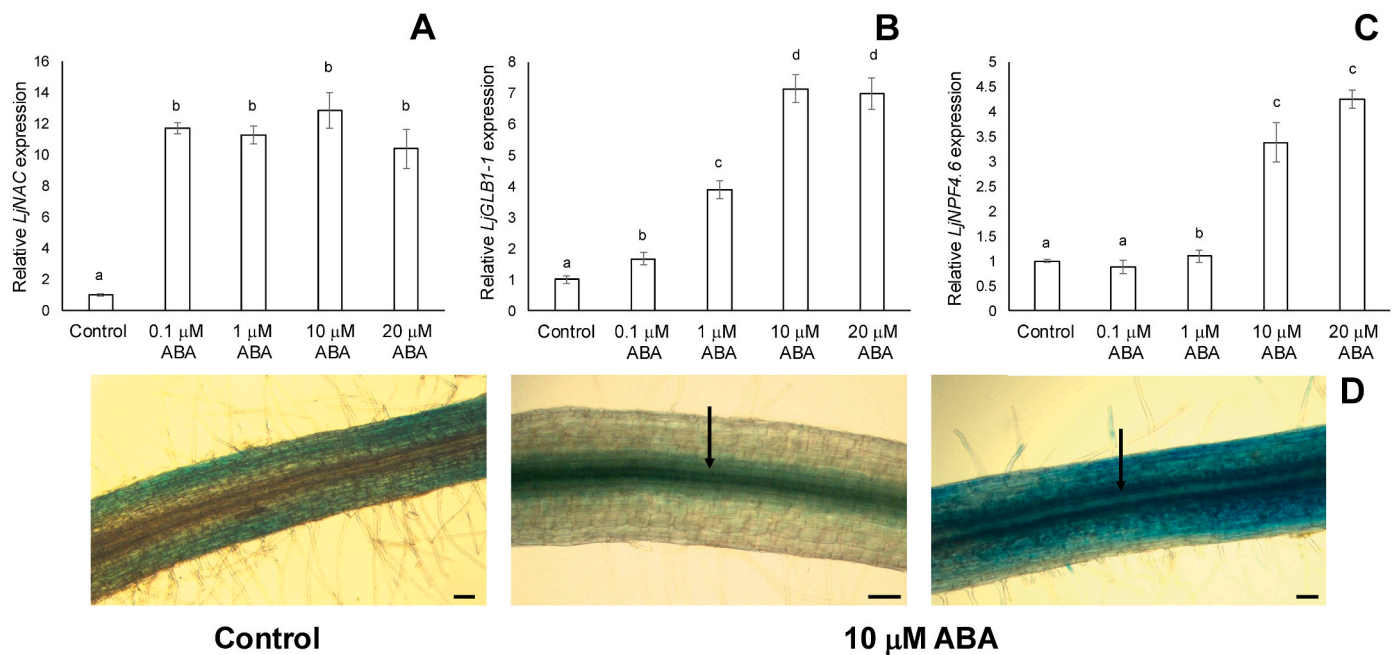 A
Relative LjNAC expression
16
14
12
10
8
6
4
2
0
b
b
b
b
a
Control
0.1 μM
ABA
1 μM
ABA
10 μM
ABA
20 μM
ABA
B
Relative LjGLB1-1 expression
8
7
6
5
4
3
2
1
0
a
b
c
d
d
Control
0.1 μM
ABA
1 μM
ABA
10 μM
ABA
20 μM
ABA
C
Relative LjNPF4.6 expression
5
4.5
4
3.5
3
2.5
2
1.5
1
0.5
0
a
a
b
c
c
Control
0.1 μM
ABA
1 μM
ABA
10 μM
ABA
20 μM
ABA
D
Control
10 μM ABA